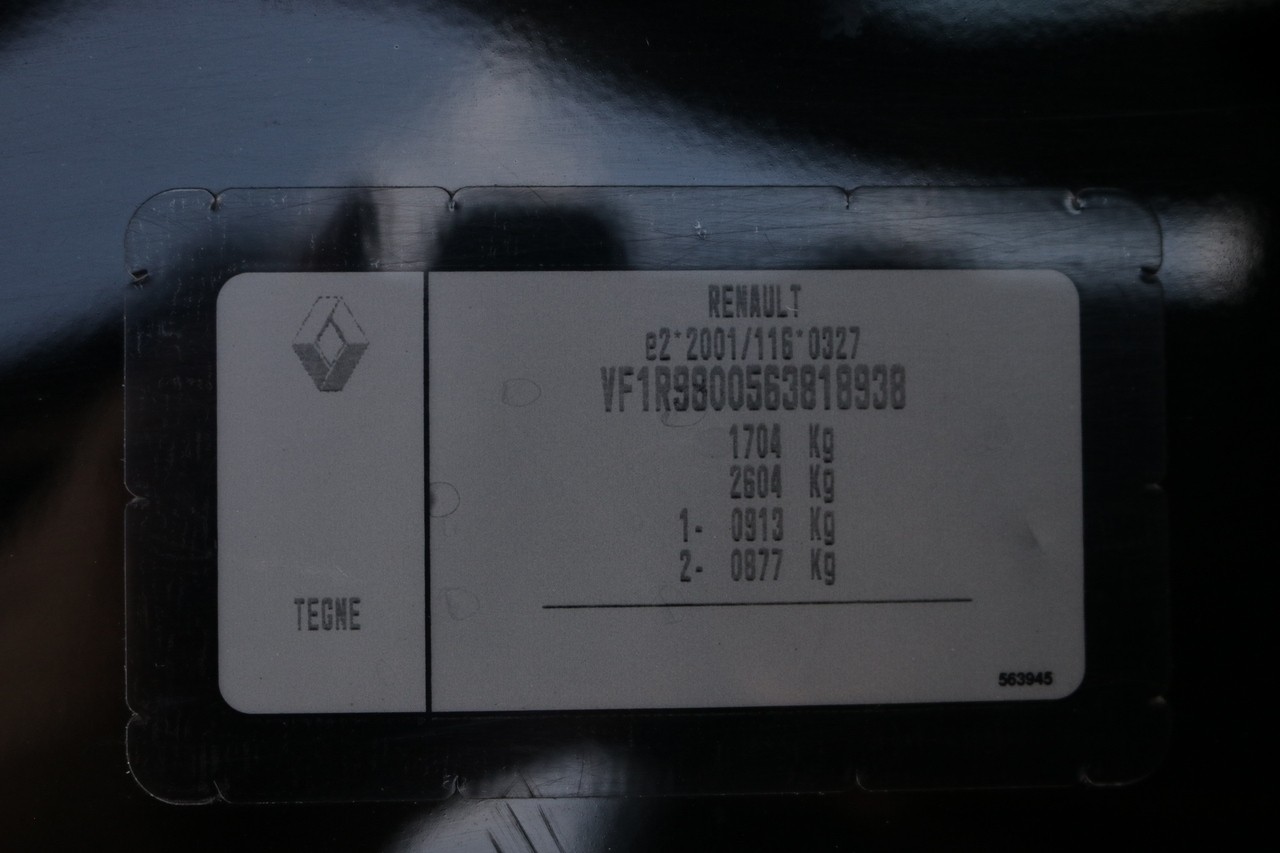 RENAULT
e2*2001/116*0327
VF1R9800563818938
1704 Kg
2604 Kg
1- 0913 Kg
2- 0877 Kg
TEGNE
563945